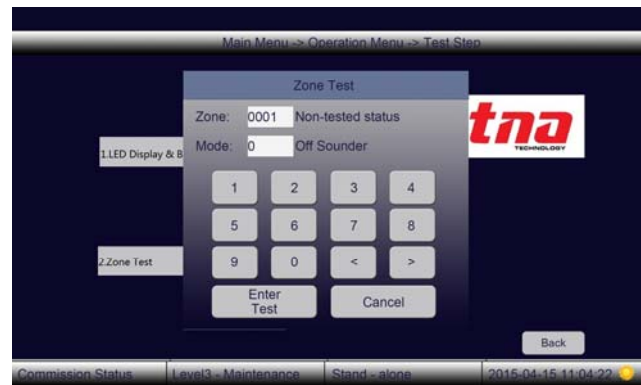 Main Menu -> Operation Menu -> Test Step
Zone Test
Zone: 0001 Non-tested status
tna
TECHNOLOGY
Mode: 0 Off Sounder
1.LED Display & B
1 2 3 4
5 6 7 8
2.Zone Test
9 0 < >
Enter
Test
Cancel
Back
Commission Status Level3 - Maintenance Stand - alone 2015-04-15 11:04:22